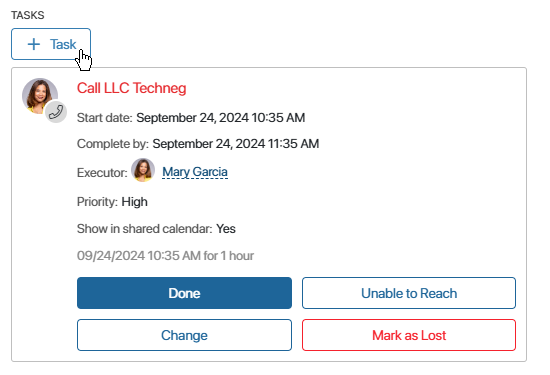 TASKS
+ Task
Call LLC Techneg
Start date: September 24, 2024 10:35 AM
Complete by: September 24, 2024 11:35 AM
Executor: Mary Garcia
Priority: High
Show in shared calendar: Yes
09/24/2024 10:35 AM for 1 hour
Done
Unable to Reach
Change
Mark as Lost